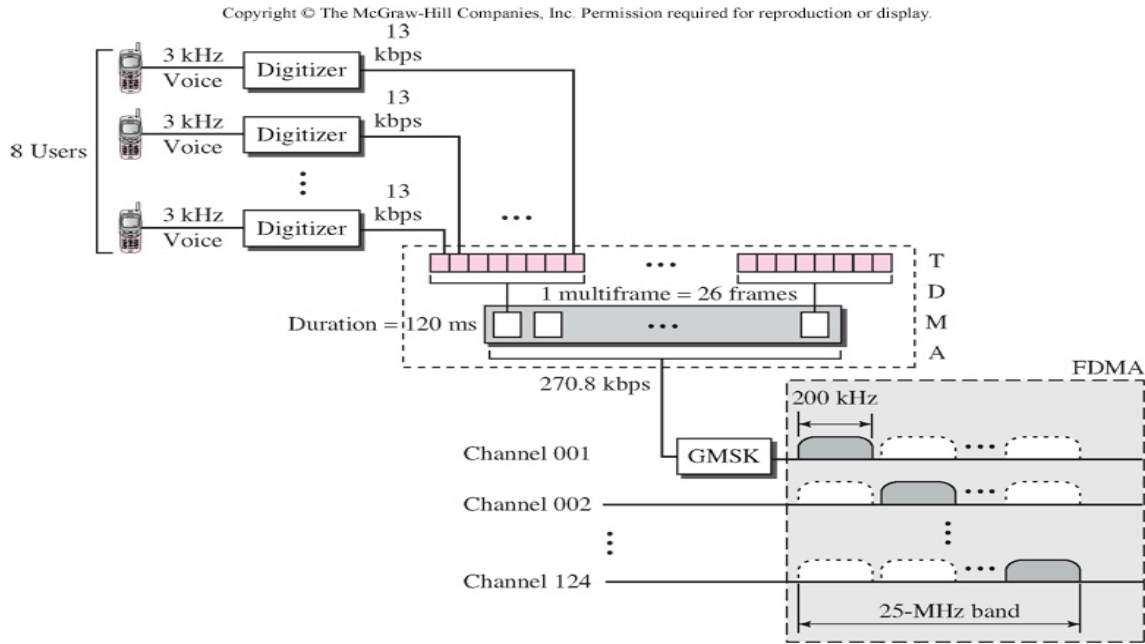 Copyright © The McGraw-Hill Companies, Inc. Permission required for reproduction or display.
8 Users
3 kHz
Voice
Digitizer
13
kbps
3 kHz
Voice
Digitizer
13
kbps
3 kHz
Voice
Digitizer
13
kbps
T
D
M
A
1 multiframe = 26 frames
Duration = 120 ms
270.8 kbps
FDMA
200 kHz
Channel 001
GMSK
Channel 002
Channel 124
25-MHz band